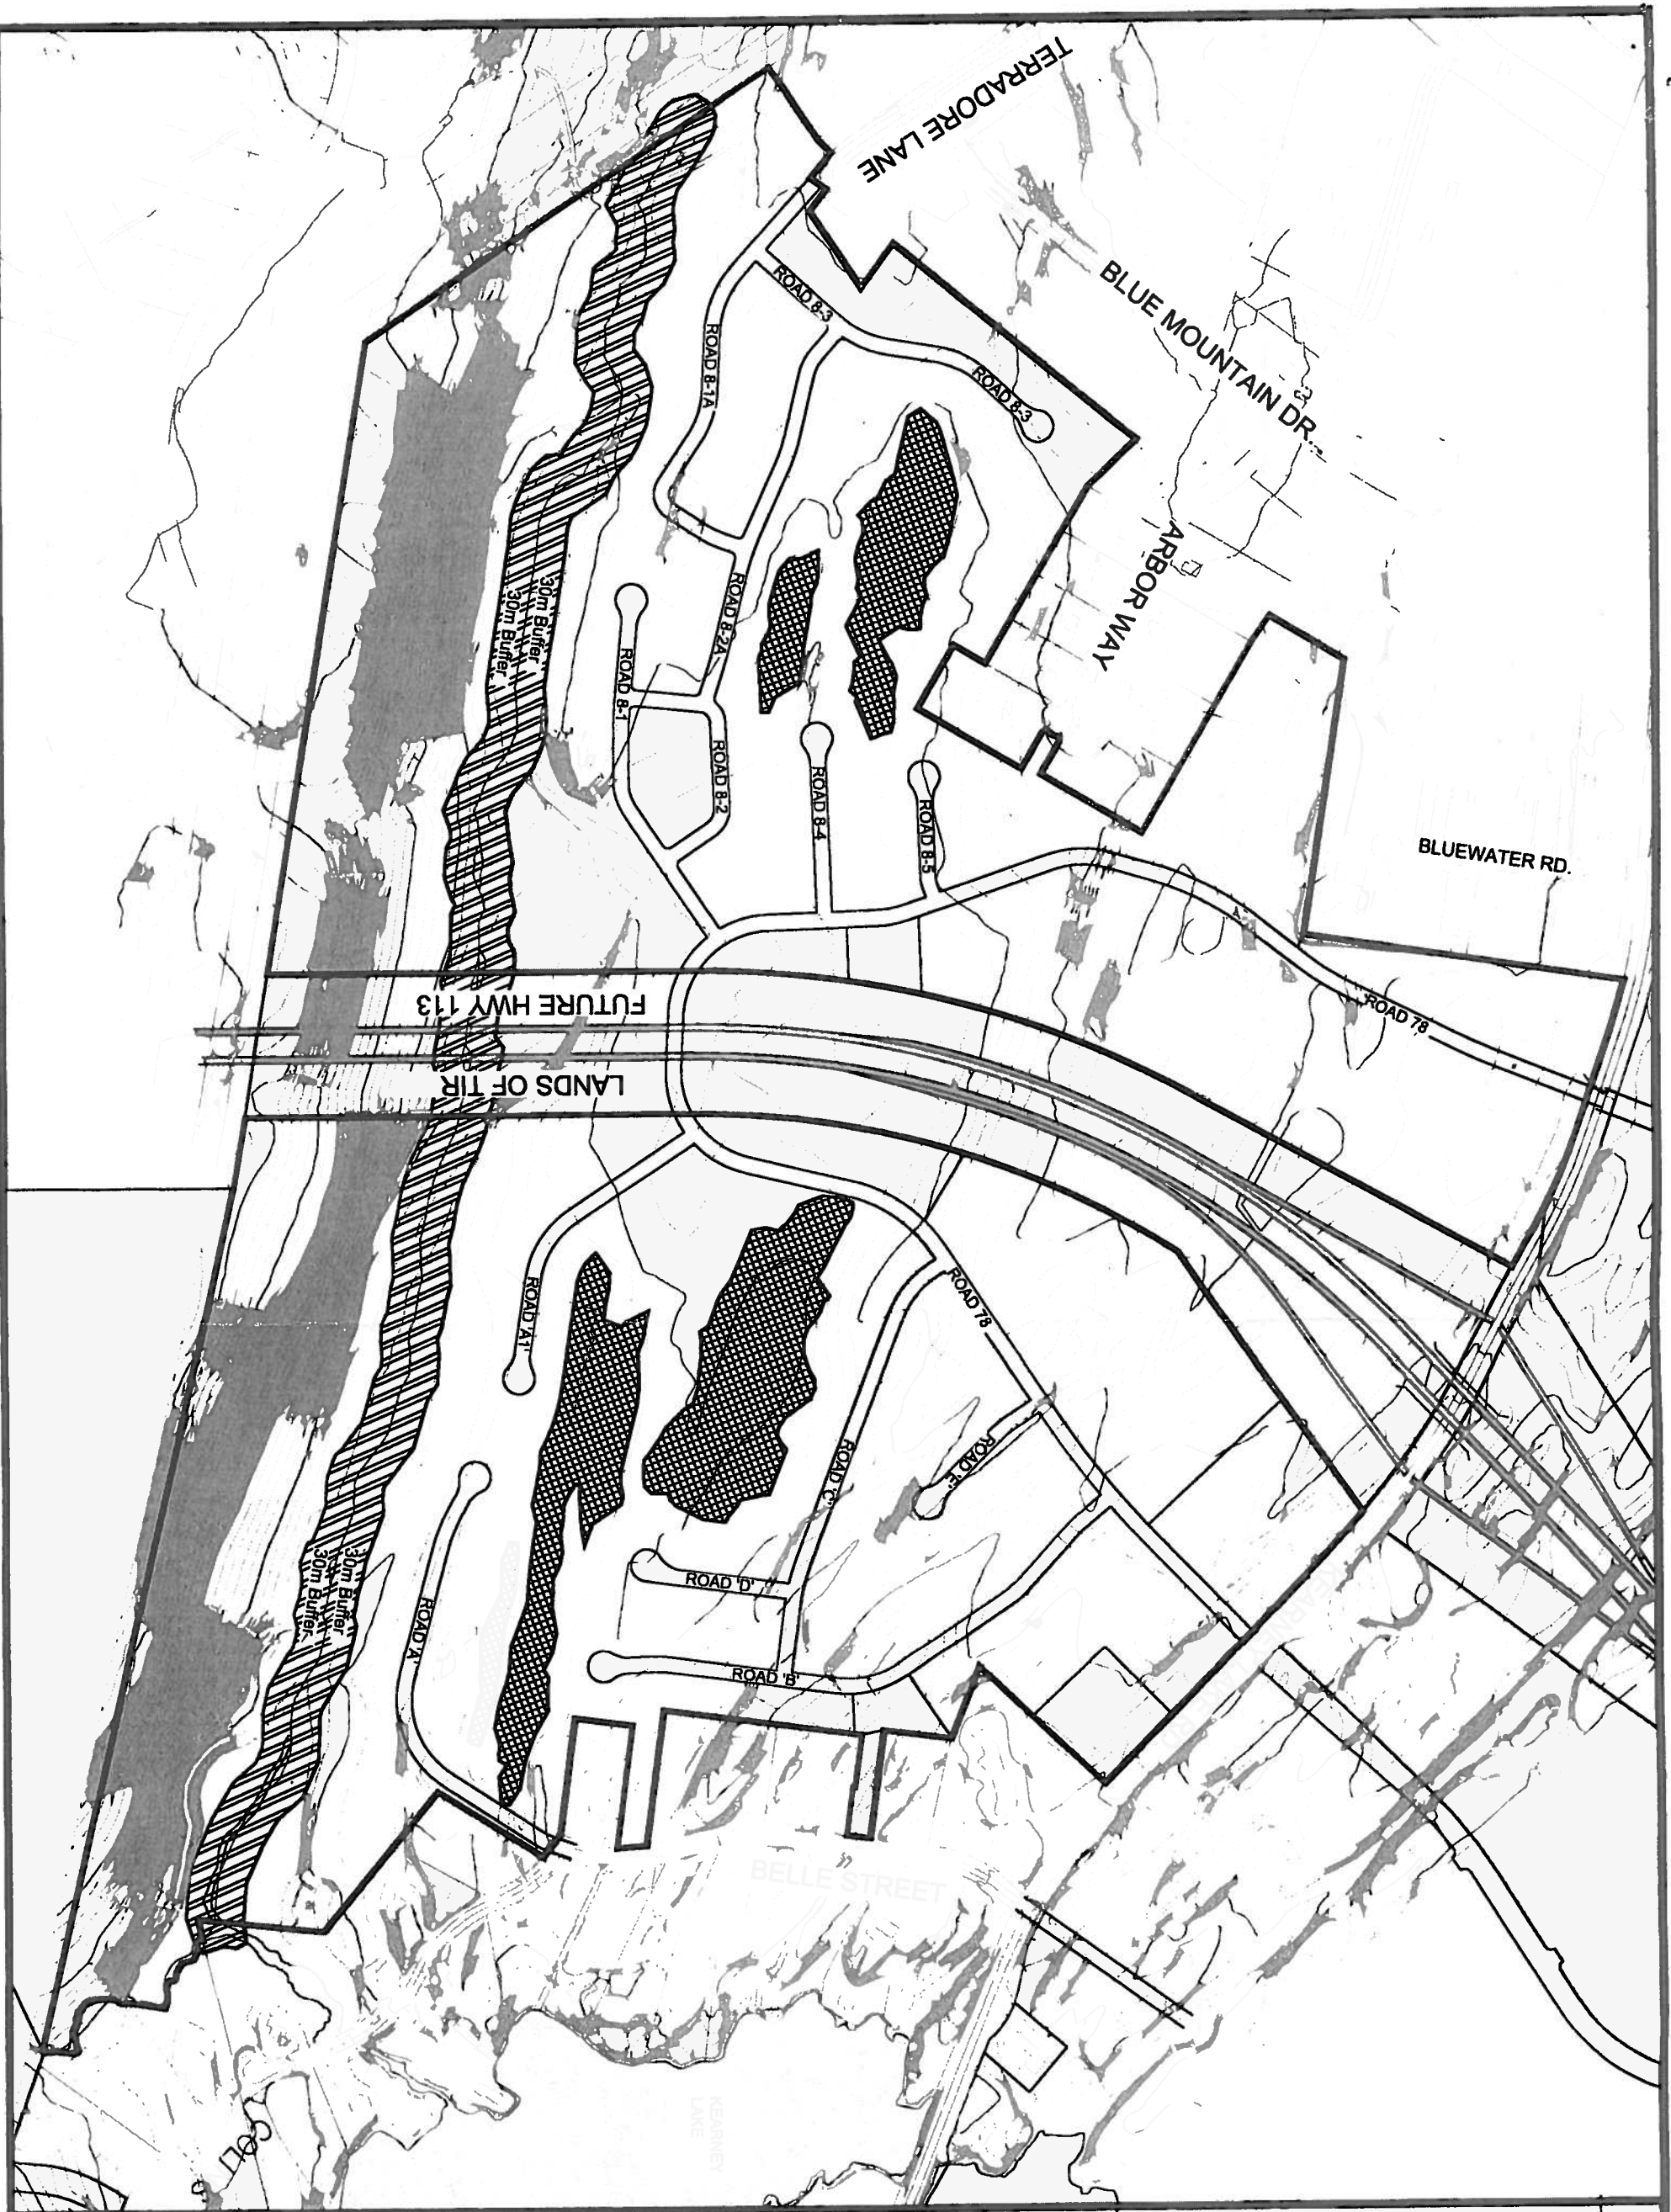 TERRADORE LANE
BLUE MOUNTAIN DR.
ROAD 8-3
ROAD 8-1A
ROAD 8-3
ARBOR WAY
30m Buffer
30m Buffer
ROAD 8-2A
ROAD 8-1
ROAD 8-2
ROAD 8-4
ROAD 8-5
BLUEWATER RD.
FUTURE HWY 113
ROAD 78
LANDS OF TIR
ROAD 'A1'
ROAD 78
ROAD 'C'
ROAD 'E'
30m Buffer
30m Buffer
ROAD 'D'
ROAD 'A'
ROAD 'B'
BELLE STREET
KEARNEY
LAKE